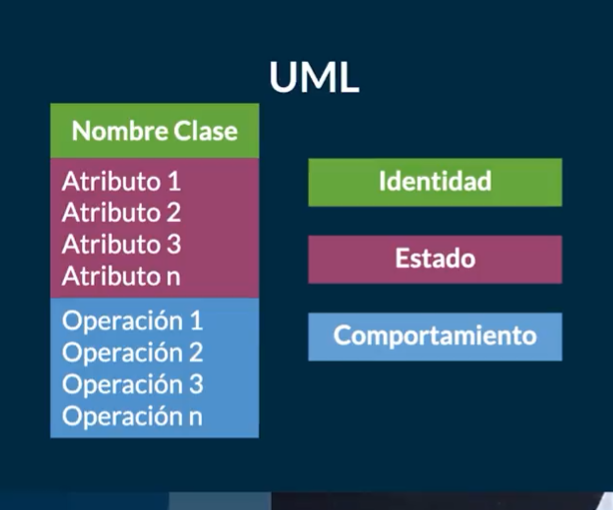 UML
Nombre Clase
Atributo 1
Atributo 2
Atributo 3
Atributo n
Operación 1
Operación 2
Operación 3
Operación n
Identidad
Estado
Comportamiento